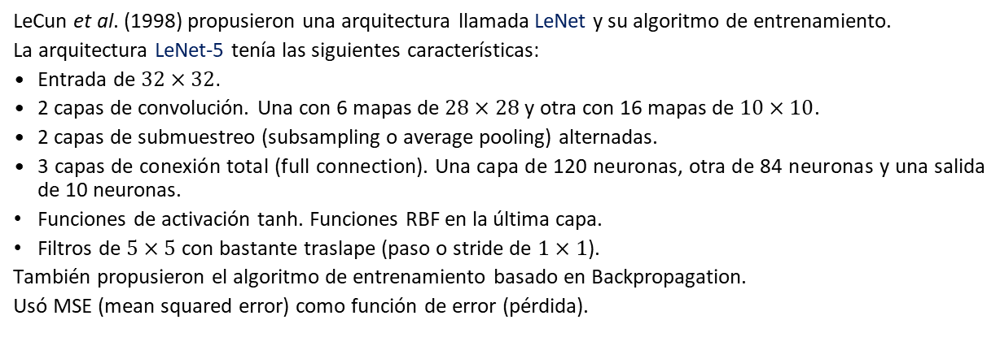 LeCun et al. (1998) propusieron una arquitectura llamada LeNet y su algoritmo de entrenamiento.
La arquitectura LeNet-5 tenía las siguientes características:
• Entrada de 32 × 32.
• 2 capas de convolución. Una con 6 mapas de 28 × 28 y otra con 16 mapas de 10 × 10.
• 2 capas de submuestreo (subsampling o average pooling) alternadas.
• 3 capas de conexión total (full connection). Una capa de 120 neuronas, otra de 84 neuronas y una salida
de 10 neuronas.
• Funciones de activación tanh. Funciones RBF en la última capa.
• Filtros de 5 × 5 con bastante traslape (paso o stride de 1 × 1).
También propusieron el algoritmo de entrenamiento basado en Backpropagation.
Usó MSE (mean squared error) como función de error (pérdida).